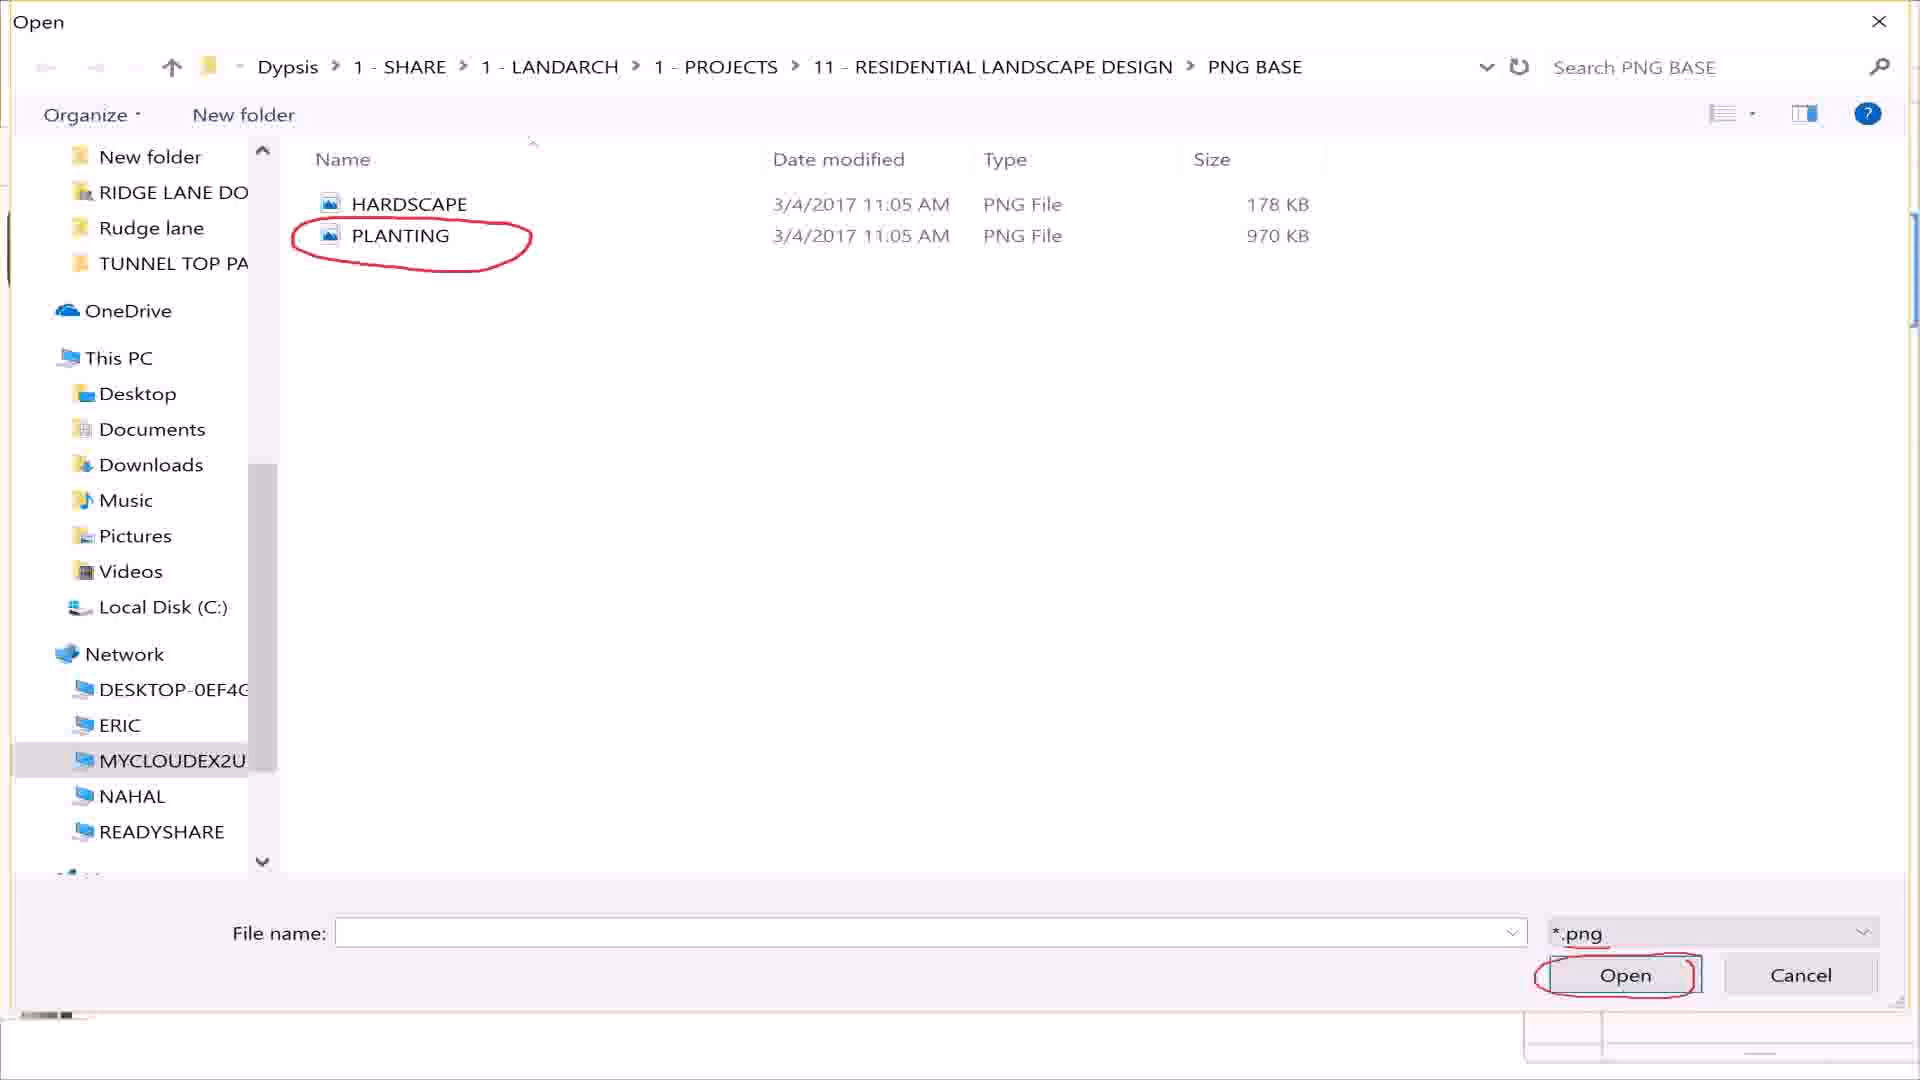 Open
Dypsis > 1 - SHARE > 1 - LANDARCH > 1 - PROJECTS > 11 - RESIDENTIAL LANDSCAPE DESIGN > PNG BASE
Search PNG BASE
Organize
New folder
?
New folder
RIDGE LANE DO
Rudge lane
TUNNEL TOP PA
OneDrive
This PC
Desktop
Documents
Downloads
Music
Pictures
Videos
Local Disk (C:)
Network
DESKTOP-0EF4G
ERIC
MYCLOUDEX2U
NAHAL
READYSHARE
Name Date modified Type Size
HARDSCAPE 3/4/2017 11:05 AM PNG File 178 KB
PLANTING 3/4/2017 11:05 AM PNG File 970 KB
File name:
*.png
Open
Cancel